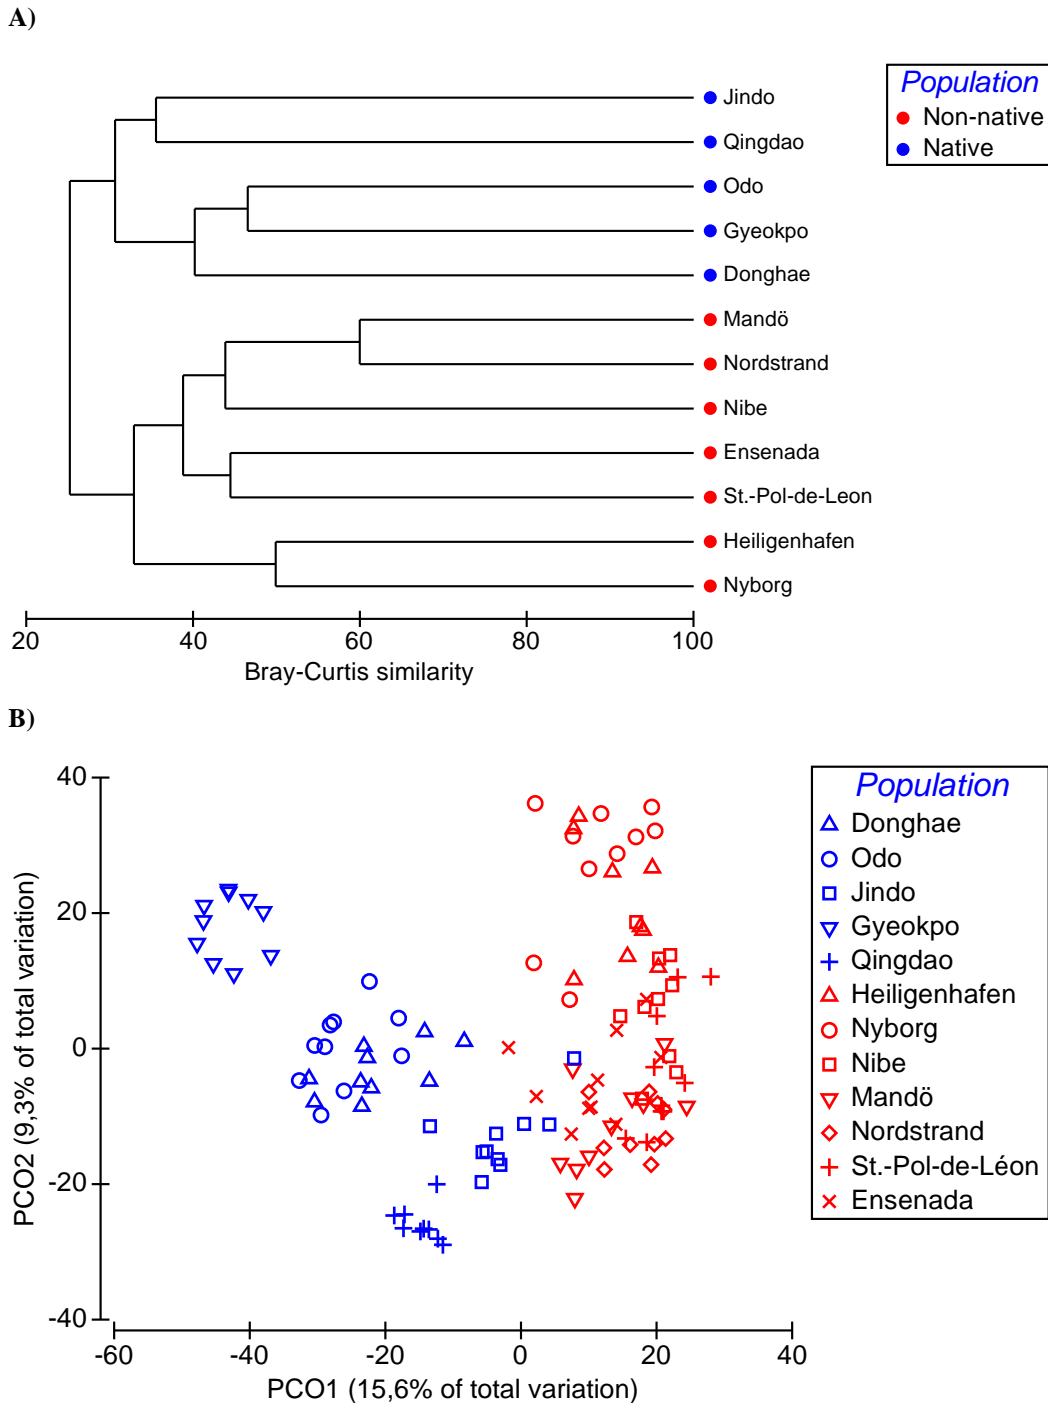 A)
Population
Non-native
Native
Jindo
Qingdao
Odo
Gyeokpo
Donghae
Mandö
Nordstrand
Nibe
Ensenada
St.-Pol-de-Leon
Heiligenhafen
Nyborg
20 40 60 80 100
Bray-Curtis similarity
B)
40
20
0
-20
-40
PCO2 (9,3% of total variation)
-60 -40 -20 0 20 40
PCO1 (15,6% of total variation)
Population
Donghae
Odo
Jindo
Gyeokpo
Qingdao
Heiligenhafen
Nyborg
Nibe
Mandö
Nordstrand
St.-Pol-de-Léon
Ensenada